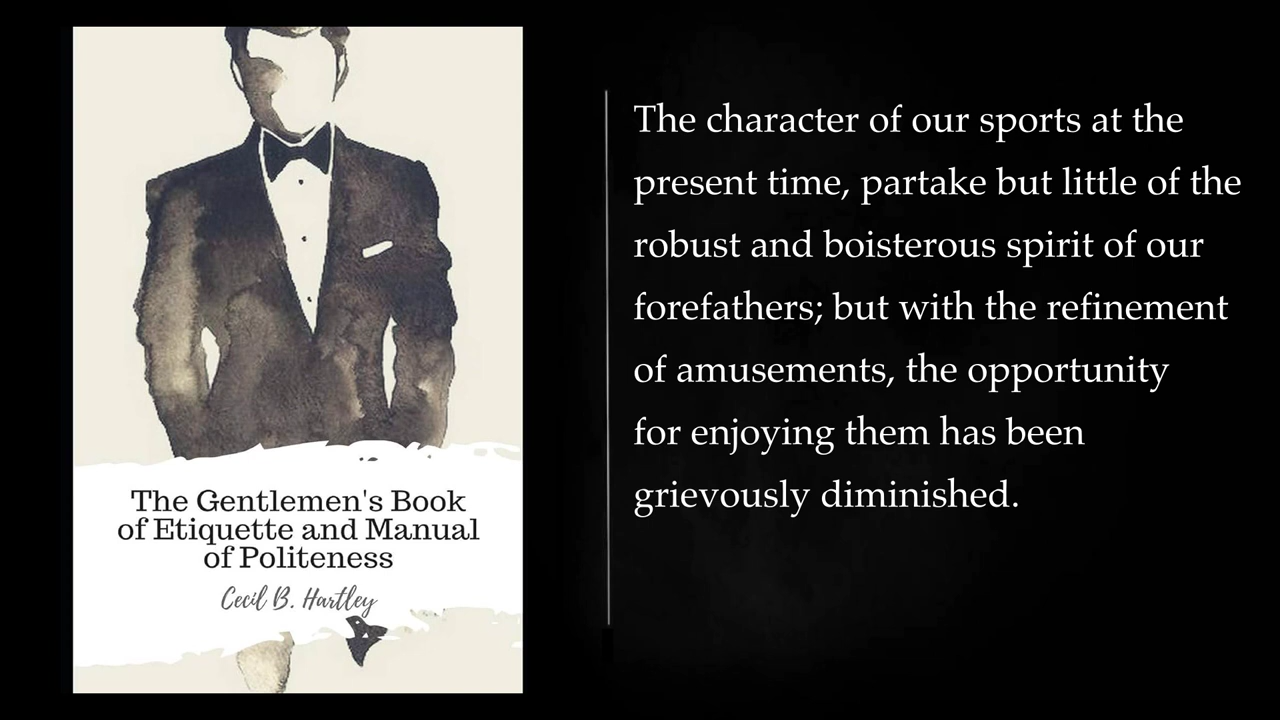 The Gentlemen's Book
of Etiquette and Manual
of Politeness
Cecil B. Hartley
The character of our sports at the
present time, partake but little of the
robust and boisterous spirit of our
forefathers; but with the refinement
of amusements, the opportunity
for enjoying them has been
grievously diminished.